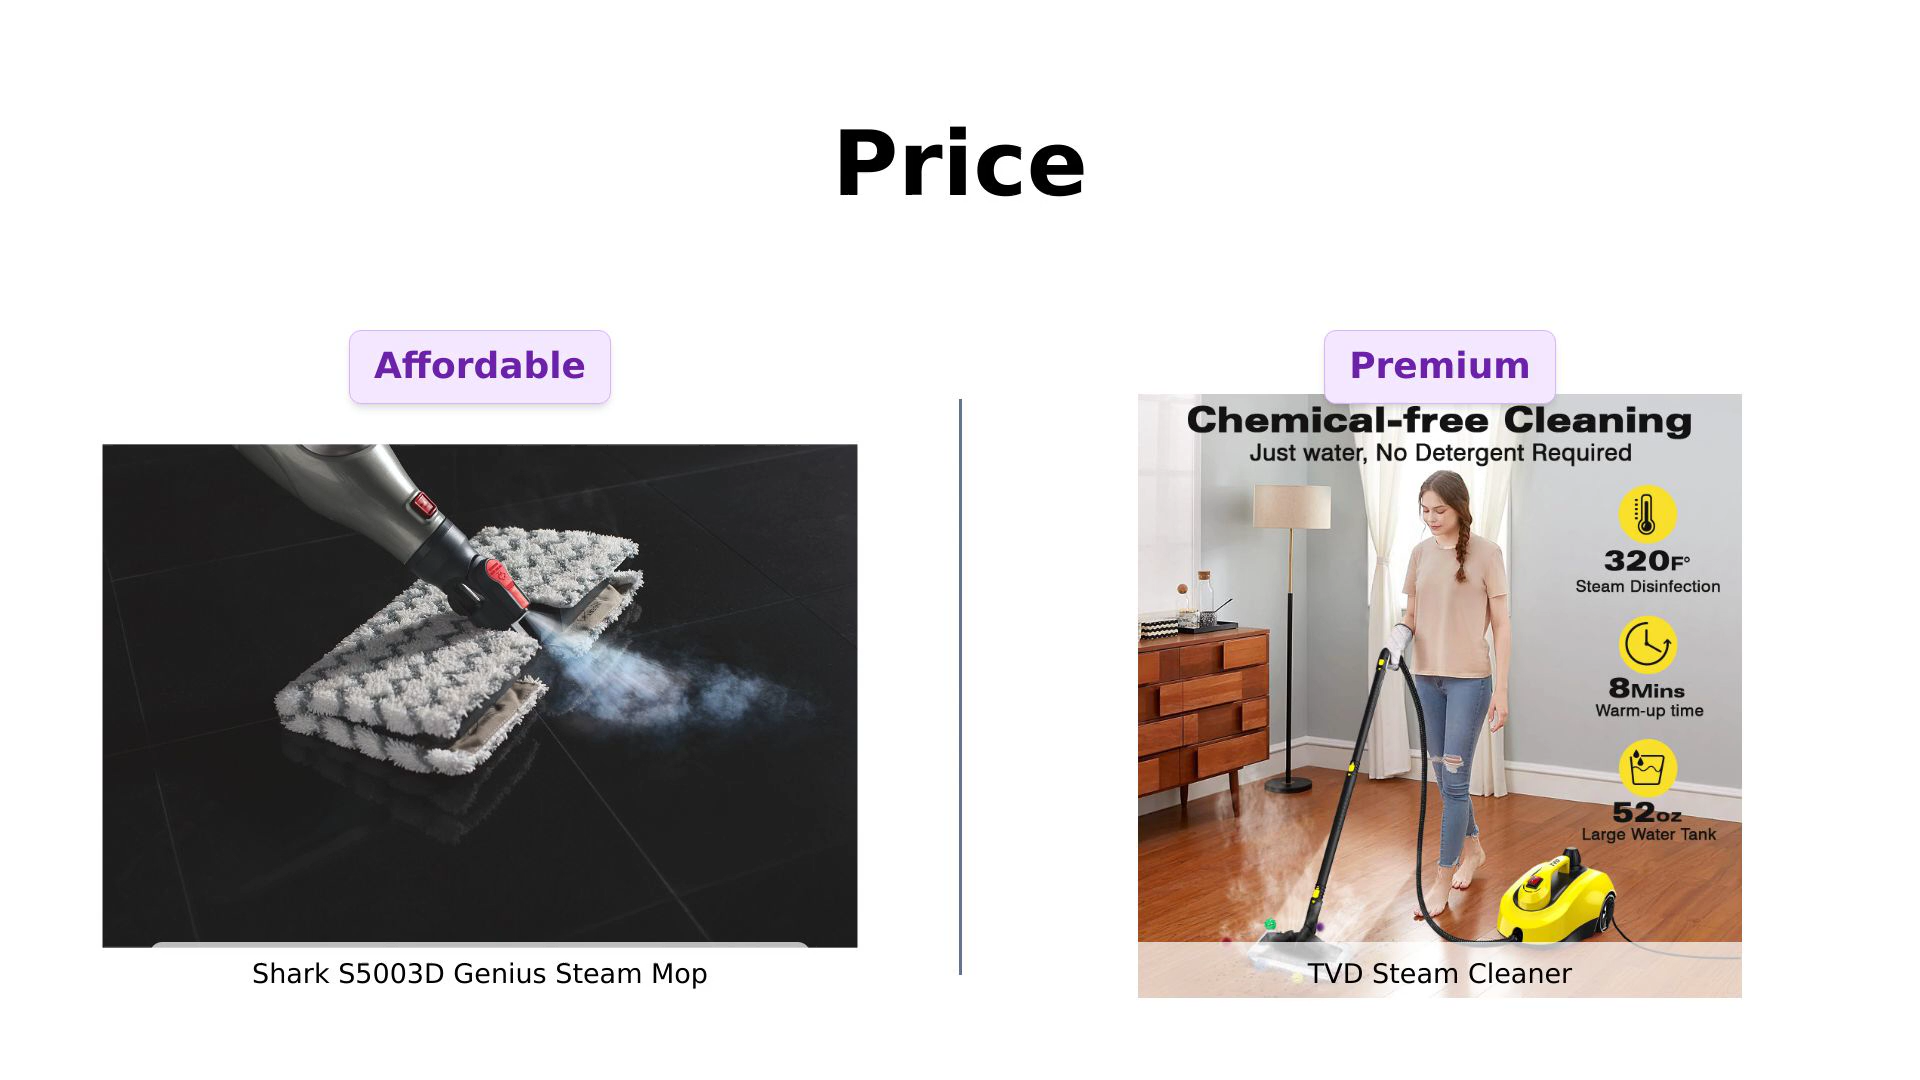 Price
Affordable
Premium
Chemical-free Cleaning
Just water, No Detergent Required
320F°
Steam Disinfection
8Mins
Warm-up time
52oz
Large Water Tank
Shark S5003D Genius Steam Mop
TVD Steam Cleaner